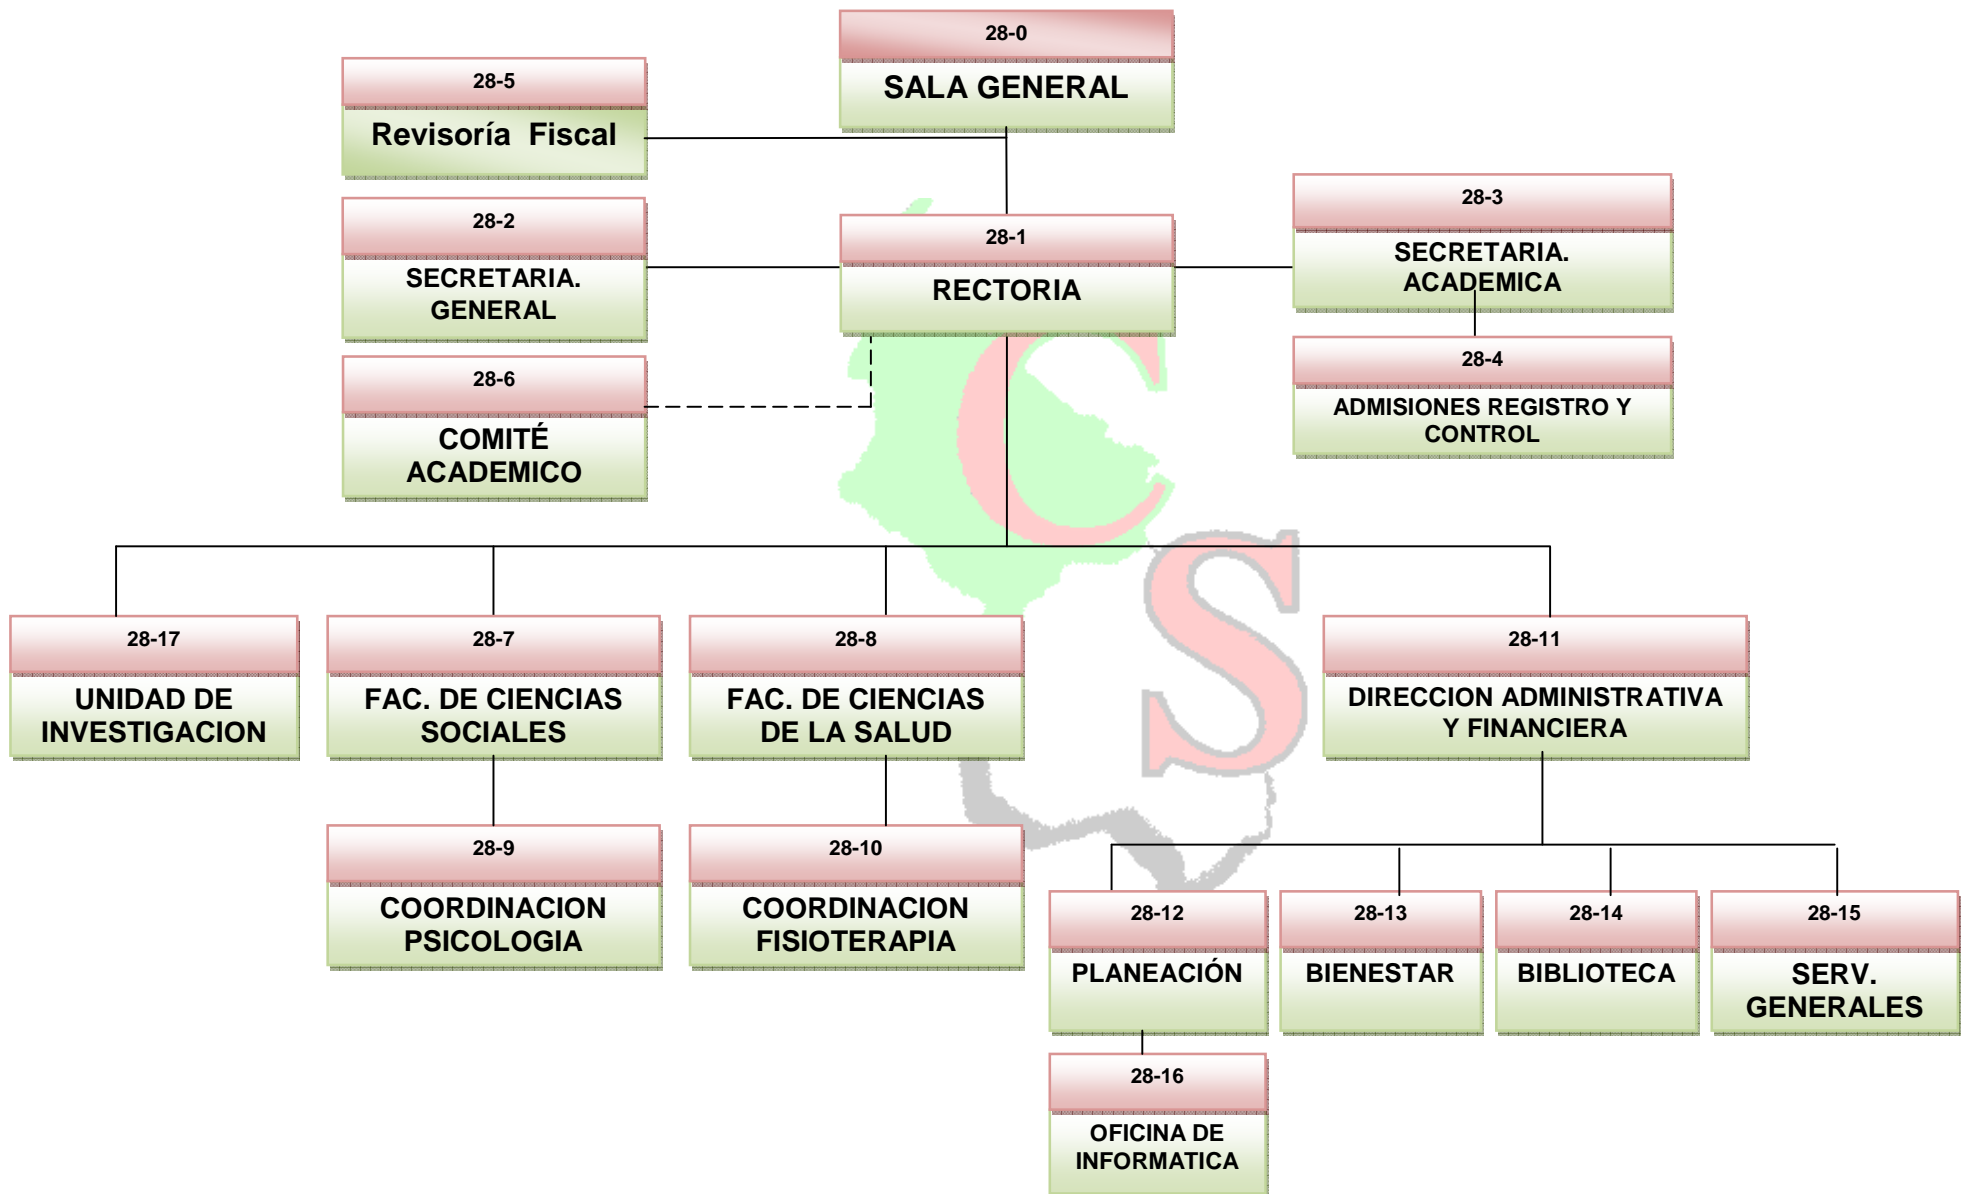 28-0
SALA GENERAL
28-5
Revisoría Fiscal
28-2
SECRETARIA.
GENERAL
28-1
RECTORIA
28-3
SECRETARIA.
ACADEMICA
28-6
COMITÉ
ACADEMICO
28-4
ADMISIONES REGISTRO Y
CONTROL
C
S
28-17
UNIDAD DE
INVESTIGACION
28-7
FAC. DE CIENCIAS
SOCIALES
28-8
FAC. DE CIENCIAS
DE LA SALUD
28-11
DIRECCION ADMINISTRATIVA
Y FINANCIERA
28-9
COORDINACION
PSICOLOGIA
28-10
COORDINACION
FISIOTERAPIA
28-12
PLANEACIÓN
28-13
BIENESTAR
28-14
BIBLIOTECA
28-15
SERV.
GENERALES
28-16
OFICINA DE
INFORMATICA